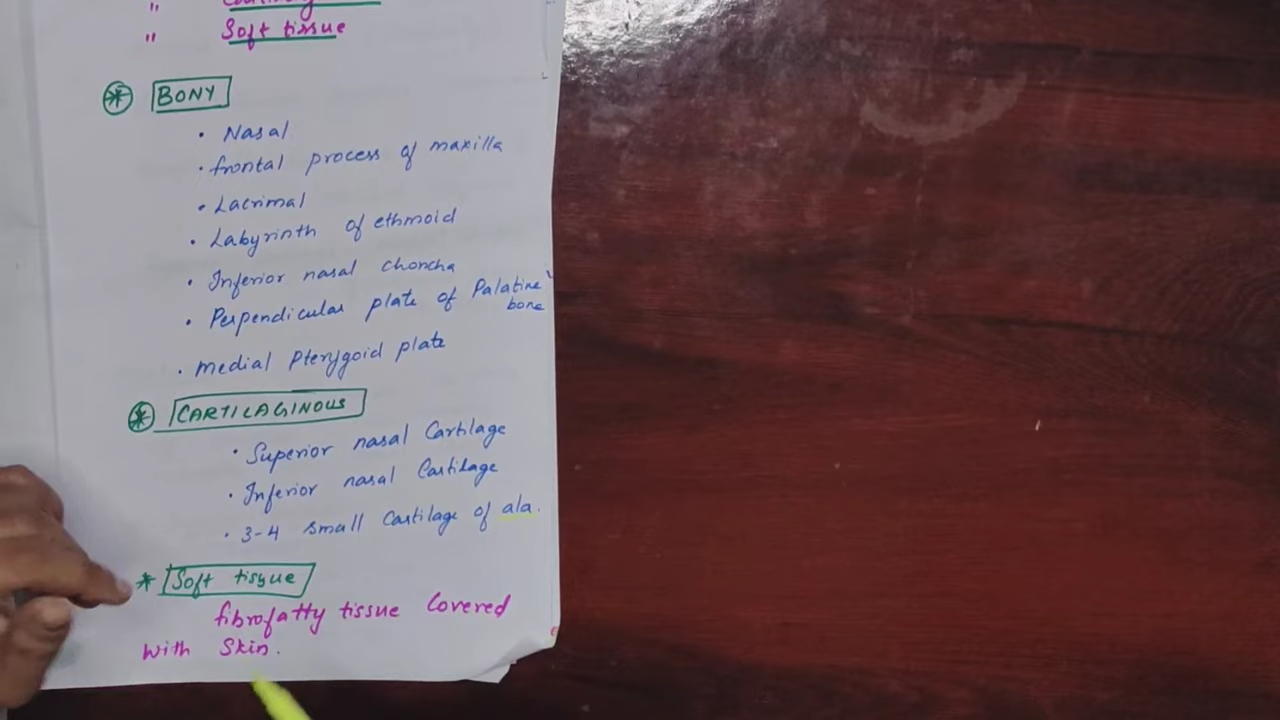 "
" Soft tissue
* BONY
• Nasal
• frontal process of maxilla
• Lacrimal
• Labyrinth of ethmoid
• Inferior nasal choncha
• Perpendicular plate of Palatine
bone
• Medial Pterygoid plate
* CARTILAGINOUS
• Superior nasal Cartilage
• Inferior nasal Cartilage
• 3-4 small Cartilage of ala.
* Soft tissue
fibrofatty tissue Covered
with skin.